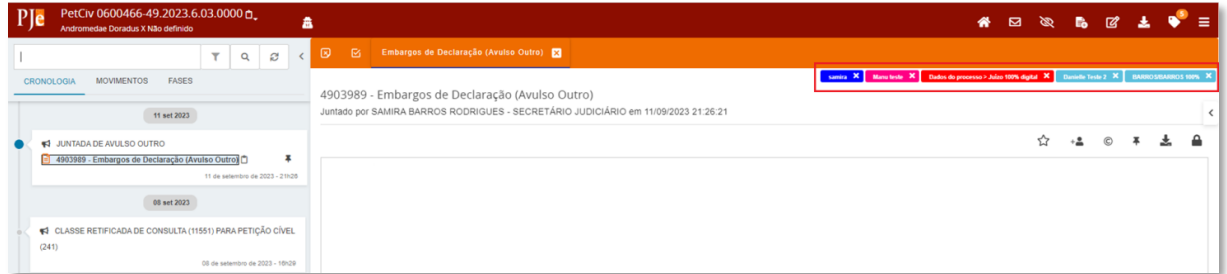 PJe
PetCiv 0600466-49.2023.6.03.0000
Andromedae Doradus X Não definido
5
Embargos de Declaração (Avulso Outro)
CRONOLOGIA MOVIMENTOS FASES
samira X Manu teste X Dados do processo > Juízo 100% digital X Danielle Teste 2 X BARROS/BARROS 100% X
4903989 - Embargos de Declaração (Avulso Outro)
Juntado por SAMIRA BARROS RODRIGUES - SECRETÁRIO JUDICIÁRIO em 11/09/2023 21:26:21
11 set 2023
JUNTADA DE AVULSO OUTRO
4903989 - Embargos de Declaração (Avulso Outro)
11 de setembro de 2023 - 21h26
08 set 2023
CLASSE RETIFICADA DE CONSULTA (11551) PARA PETIÇÃO CÍVEL
(241)
08 de setembro de 2023 - 16h29